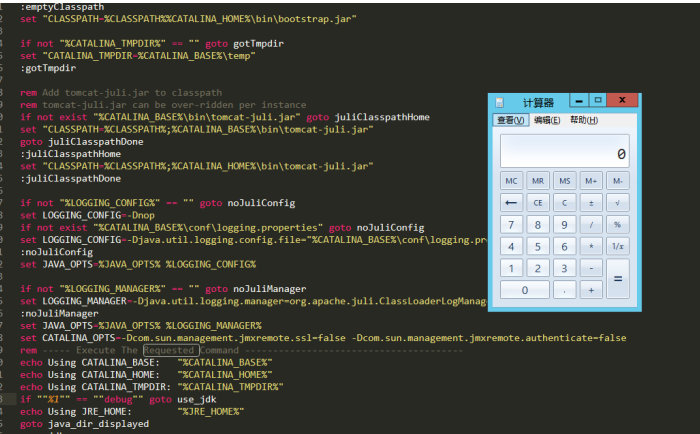 :emptyClasspath
set "CLASSPATH=%CLASSPATH%%CATALINA_HOME%\bin\bootstrap.jar"
if not "%CATALINA_TMPDIR%" == "" goto gotTmpdir
set "CATALINA_TMPDIR=%CATALINA_BASE%\temp"
:gotTmpdir
rem Add tomcat-juli.jar to classpath
rem tomcat-juli.jar can be over-ridden per instance
if not exist "%CATALINA_BASE%\bin\tomcat-juli.jar" goto juliClasspathHome
set "CLASSPATH=%CLASSPATH%;%CATALINA_BASE%\bin\tomcat-juli.jar"
goto juliClasspathDone
:juliClasspathHome
set "CLASSPATH=%CLASSPATH%;%CATALINA_HOME%\bin\tomcat-juli.jar"
:juliClasspathDone
if not "%LOGGING_CONFIG%" == "" goto noJuliConfig
set LOGGING_CONFIG=-Dnop
if not exist "%CATALINA_BASE%\conf\logging.properties" goto noJuliConfig
set LOGGING_CONFIG=-Djava.util.logging.config.file="%CATALINA_BASE%\conf\logging.pr
:noJuliConfig
set JAVA_OPTS=%JAVA_OPTS% %LOGGING_CONFIG%
if not "%LOGGING_MANAGER%" == "" goto noJuliManager
set LOGGING_MANAGER=-Djava.util.logging.manager=org.apache.juli.ClassLoaderLogManag
:noJuliManager
set JAVA_OPTS=%JAVA_OPTS% %LOGGING_MANAGER%
set CATALINA_OPTS=-Dcom.sun.management.jmxremote.ssl=false -Dcom.sun.management.jmxremote.authenticate=false
rem ----- Execute The Requested Command ---------------------------------------
echo Using CATALINA_BASE:   "%CATALINA_BASE%"
echo Using CATALINA_HOME:   "%CATALINA_HOME%"
echo Using CATALINA_TMPDIR: "%CATALINA_TMPDIR%"
if ""%1"" == ""debug"" goto use_jdk
echo Using JRE_HOME:        "%JRE_HOME%"
goto java_dir_displayed
计算器
查看(V) 编辑(E) 帮助(H)
0
MC MR MS M+ M-
← CE C ± √
7 8 9 / %
4 5 6 * 1/x
1 2 3 - =
0 . +